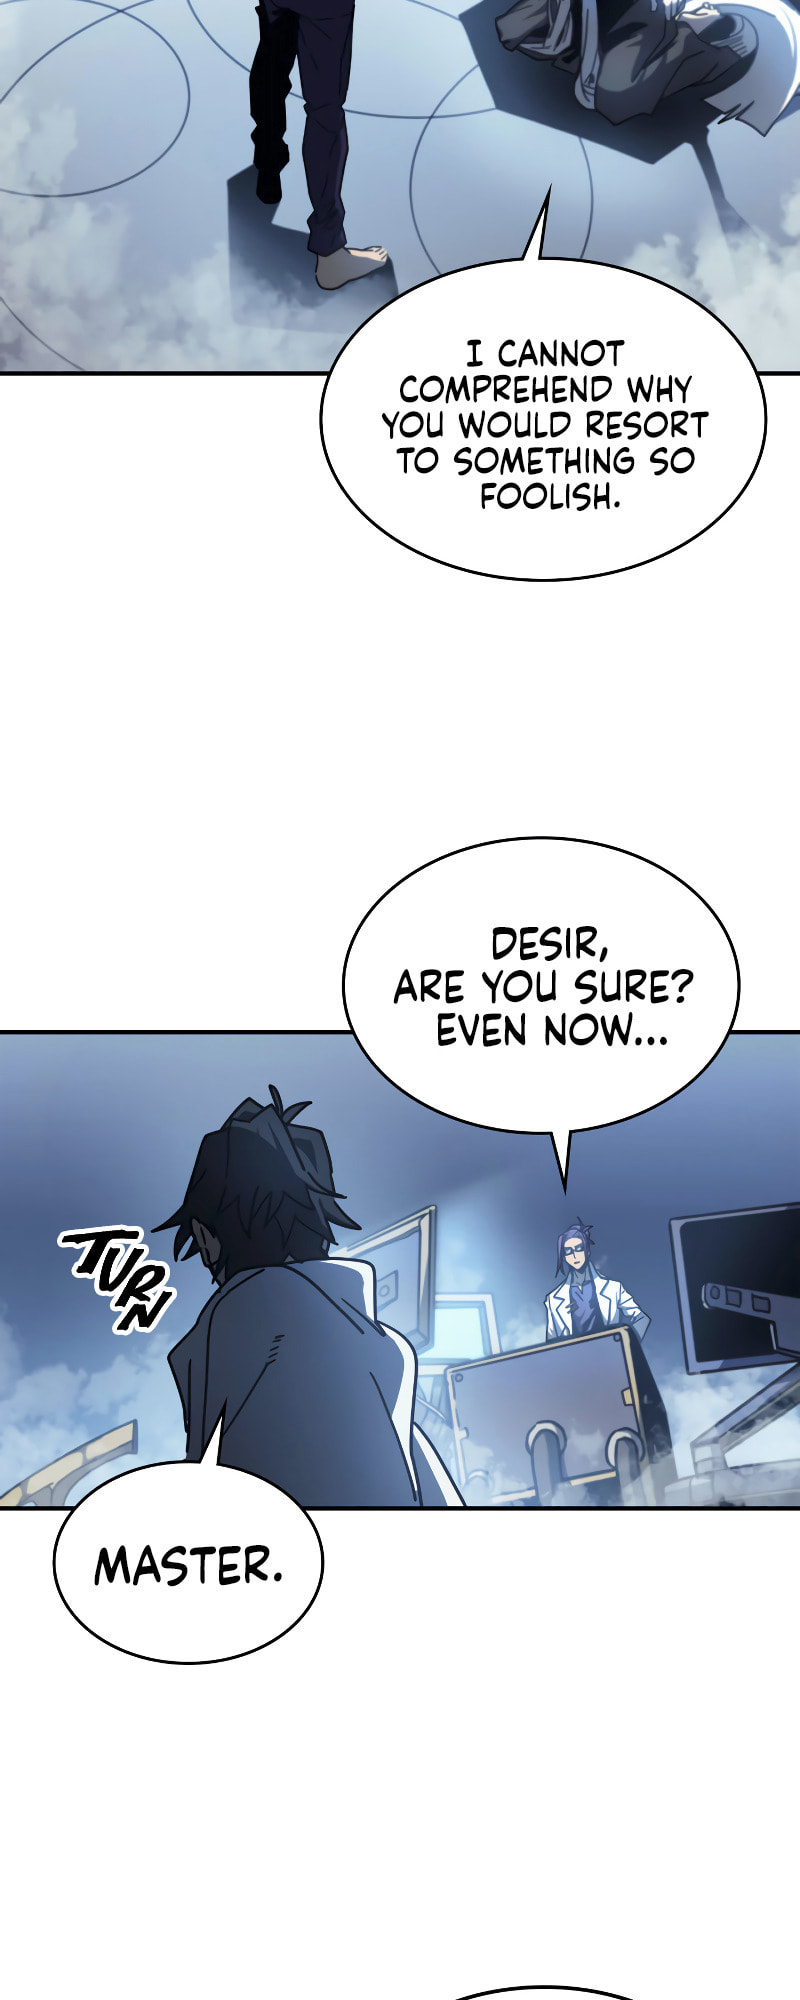 I CANNOT
COMPREHEND WHY
YOU WOULD RESORT
TO SOMETHING SO
FOOLISH.
DESIR,
ARE YOU SURE?
EVEN NOW...
TURN
MASTER.